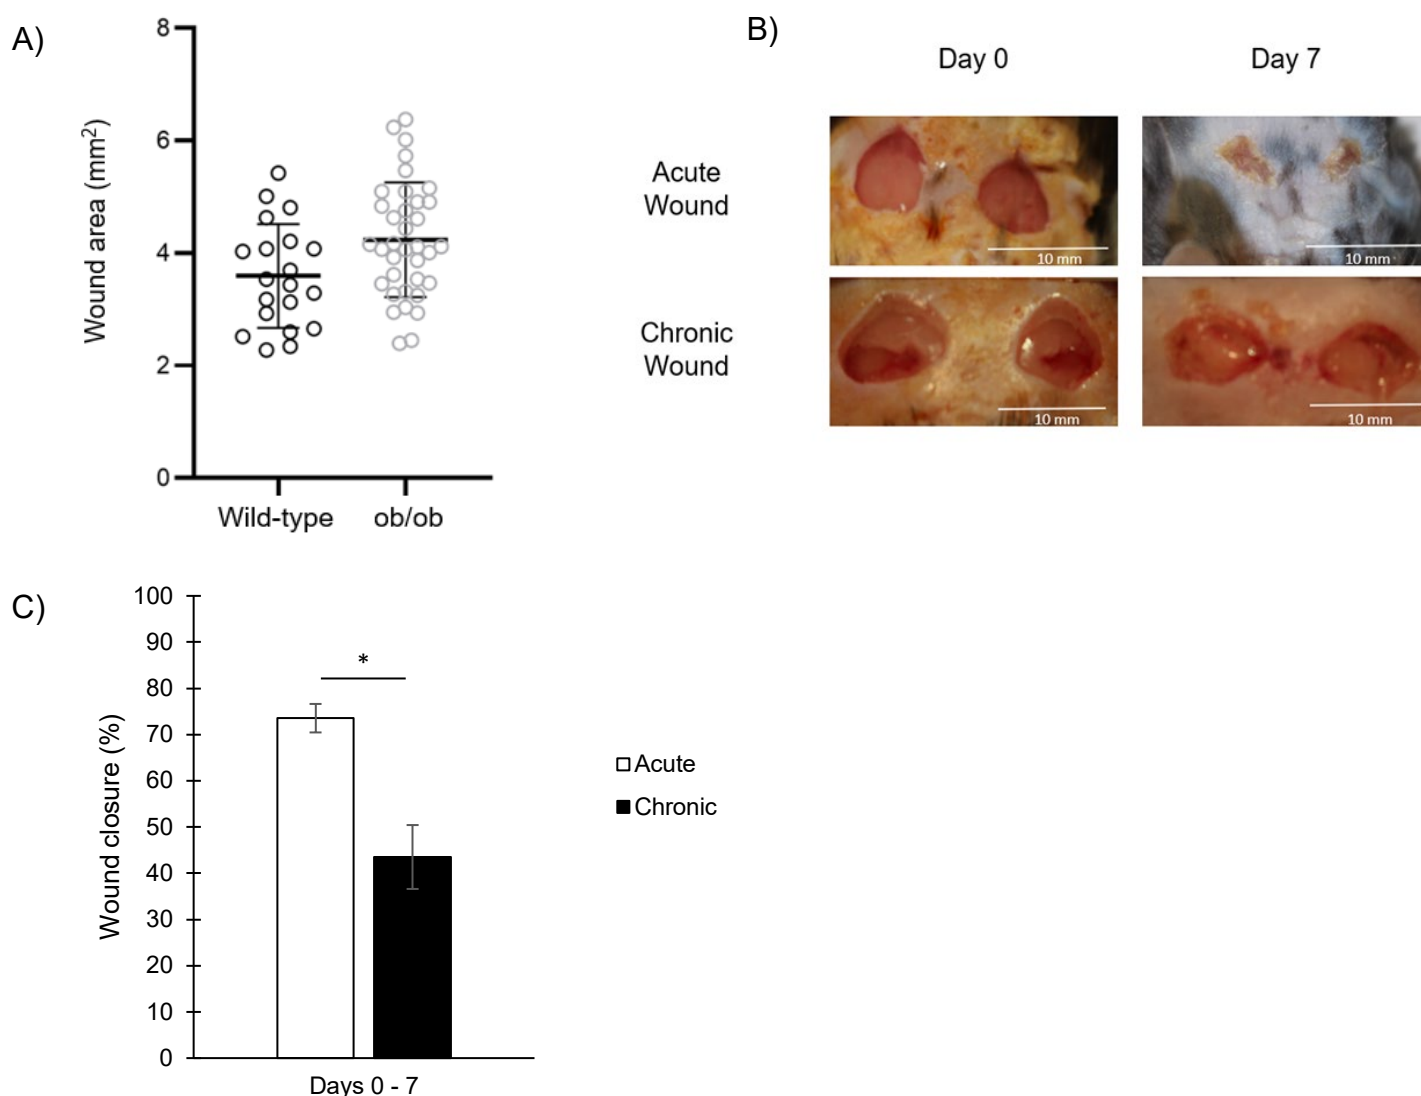 A)
8
6
4
2
0
Wound area (mm²)
Wild-type
ob/ob
B)
Day 0
Day 7
Acute
Wound
10 mm
10 mm
Chronic
Wound
10 mm
10 mm
C)
100
90
80
70
60
50
40
30
20
10
0
Wound closure (%)
*
Days 0 - 7
Acute
Chronic